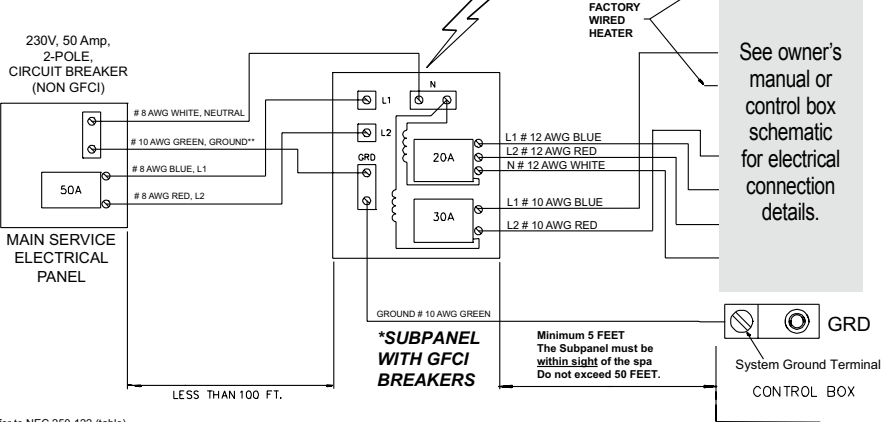 FACTORY
WIRED
HEATER
230V, 50 Amp,
2-POLE,
CIRCUIT BREAKER
(NON GFCI)
# 8 AWG WHITE, NEUTRAL
# 10 AWG GREEN, GROUND**
# 8 AWG BLUE, L1
# 8 AWG RED, L2
50A
MAIN SERVICE
ELECTRICAL
PANEL
N
L1
L2
GRD
20A
30A
L1 # 12 AWG BLUE
L2 # 12 AWG RED
N # 12 AWG WHITE
L1 # 10 AWG BLUE
L2 # 10 AWG RED
See owner's
manual or
control box
schematic
for electrical
connection
details.
GROUND # 10 AWG GREEN
*SUBPANEL
WITH GFCI
BREAKERS
Minimum 5 FEET
The Subpanel must be
within sight of the spa
Do not exceed 50 FEET.
GRD
System Ground Terminal
CONTROL BOX
LESS THAN 100 FT.
to NEC 250-122 (table)